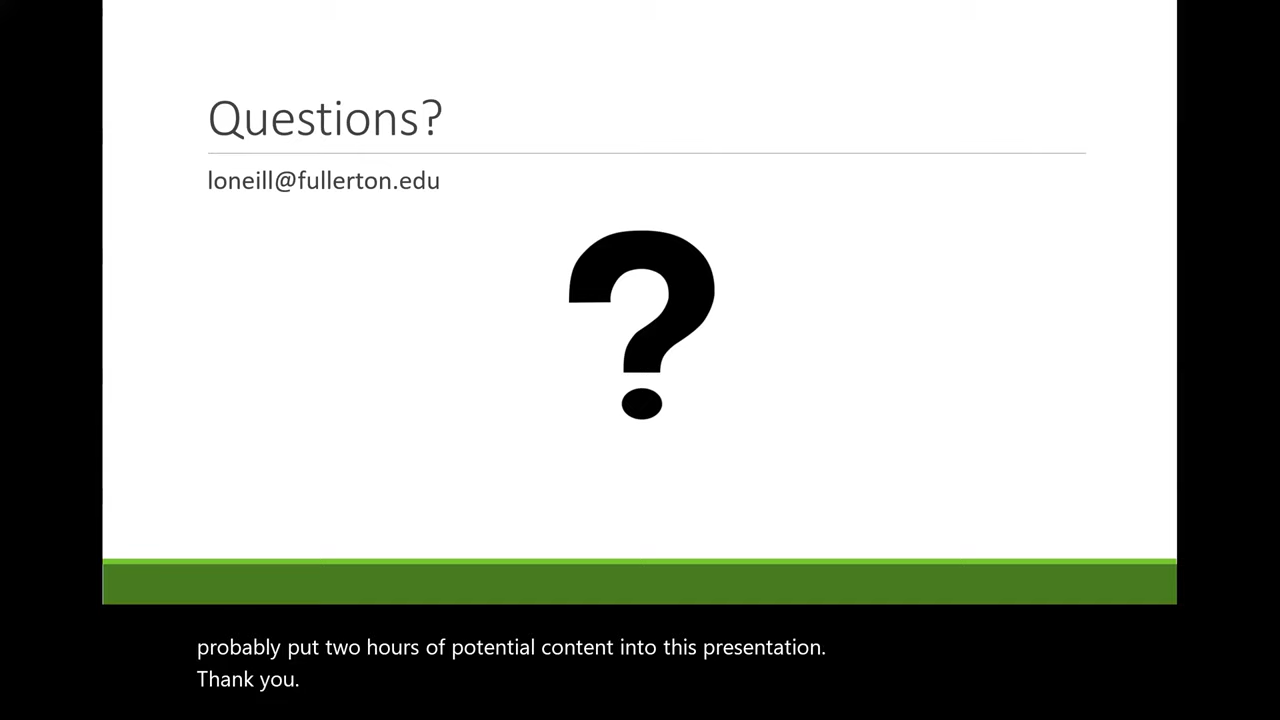 Questions?
loneill@fullerton.edu
?
probably put two hours of potential content into this presentation.
Thank you.